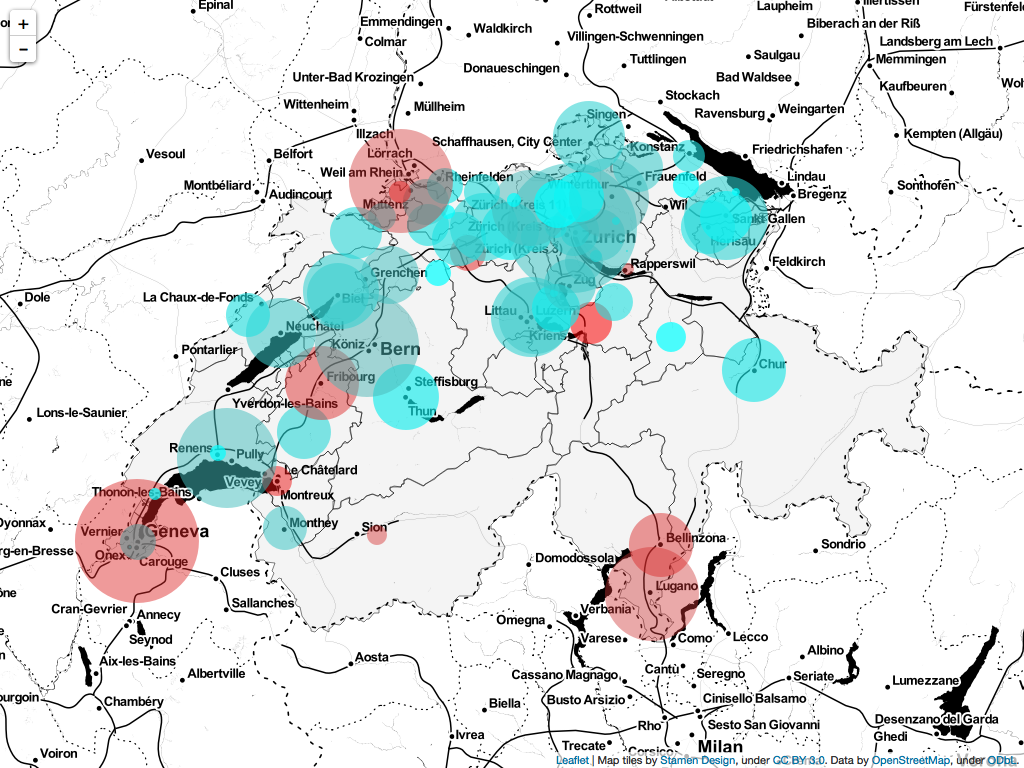 +
−
Epinal
Rottweil
Laupheim
Emmendingen
Waldkirch
Biberach an der Riß
Colmar
Villingen-Schwenningen
Landsberg am Lech
Tuttlingen
Saulgau
Memmingen
Donaueschingen
Bad Waldsee
Unter-Bad Krozingen
Kaufbeuren
Wittenheim
Müllheim
Stockach
Ravensburg
Weingarten
Illzach
Singen
Kempten (Allgäu)
Schaffhausen, City Center
Konstanz
Friedrichshafen
Vesoul
Belfort
Lörrach
Weil am Rhein
Rheinfelden
Frauenfeld
Lindau
Montbéliard
Audincourt
Winterthur
Bregenz
Sonthofen
Muttenz
Zürich (Kreis 1
Wil
Sankt Gallen
Zürich (Kreis
Zurich
Herisau
Zürich (Kreis 3)
Rapperswil
Feldkirch
Grenchen
Zug
Dole
La Chaux-de-Fonds
Biel
Littau
Luzern
Neuchâtel
Kriens
Köniz
Bern
Pontarlier
Chur
Fribourg
Steffisburg
Yverdon-les-Bains
Thun
Lons-le-Saunier
Renens
Pully
Le Châtelard
Vevey
Thonon-les-Bains
Montreux
Oyonnax
Vernier
Geneva
Monthey
Sion
Bellinzona
Sondrio
rg-en-Bresse
Onex
Carouge
Domodossola
Cluses
Lugano
Cran-Gevrier
Sallanches
Verbania
Annecy
Omegna
Seynod
Varese
Como
Lecco
Aix-les-Bains
Aosta
Albino
Albertville
Cassano Magnago
Cantù
Seregno
Seriate
Lumezzane
ourgoin
Chambéry
Biella
Busto Arsizio
Cinisello Balsamo
Rho
Sesto San Giovanni
Desenzano del Garda
Ivrea
Ghedi
Voiron
Trecate
Corsico
Milan
Verona
Leaflet | Map tiles by Stamen Design, under CC BY 3.0. Data by OpenStreetMap, under ODbL.